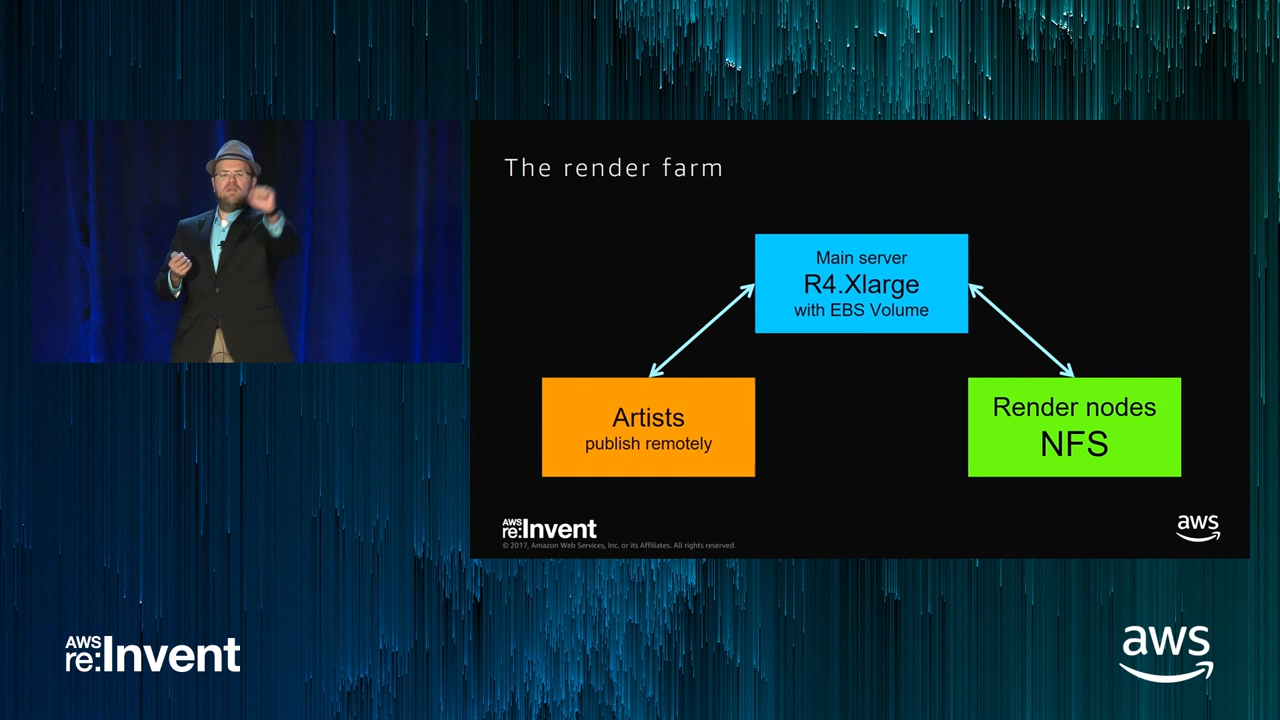 The render farm
Main server
R4.Xlarge
with EBS Volume
Artists
publish remotely
Render nodes
NFS
AWS
re:Invent
© 2017, Amazon Web Services, Inc. or its Affiliates. All rights reserved.
aws
AWS
re:Invent
aws